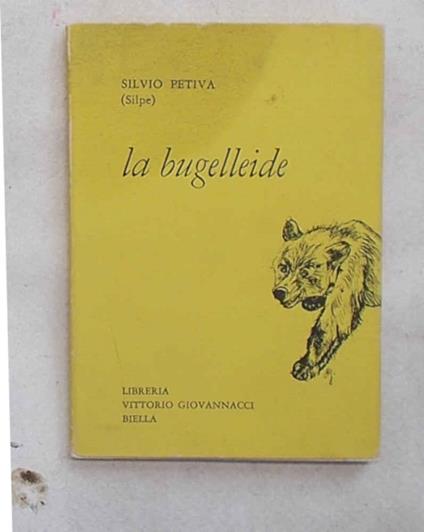 SILVIO PETIVA
(Silpe)
la bugelleide
LIBRERIA
VITTORIO GIOVANNACCI
BIELLA